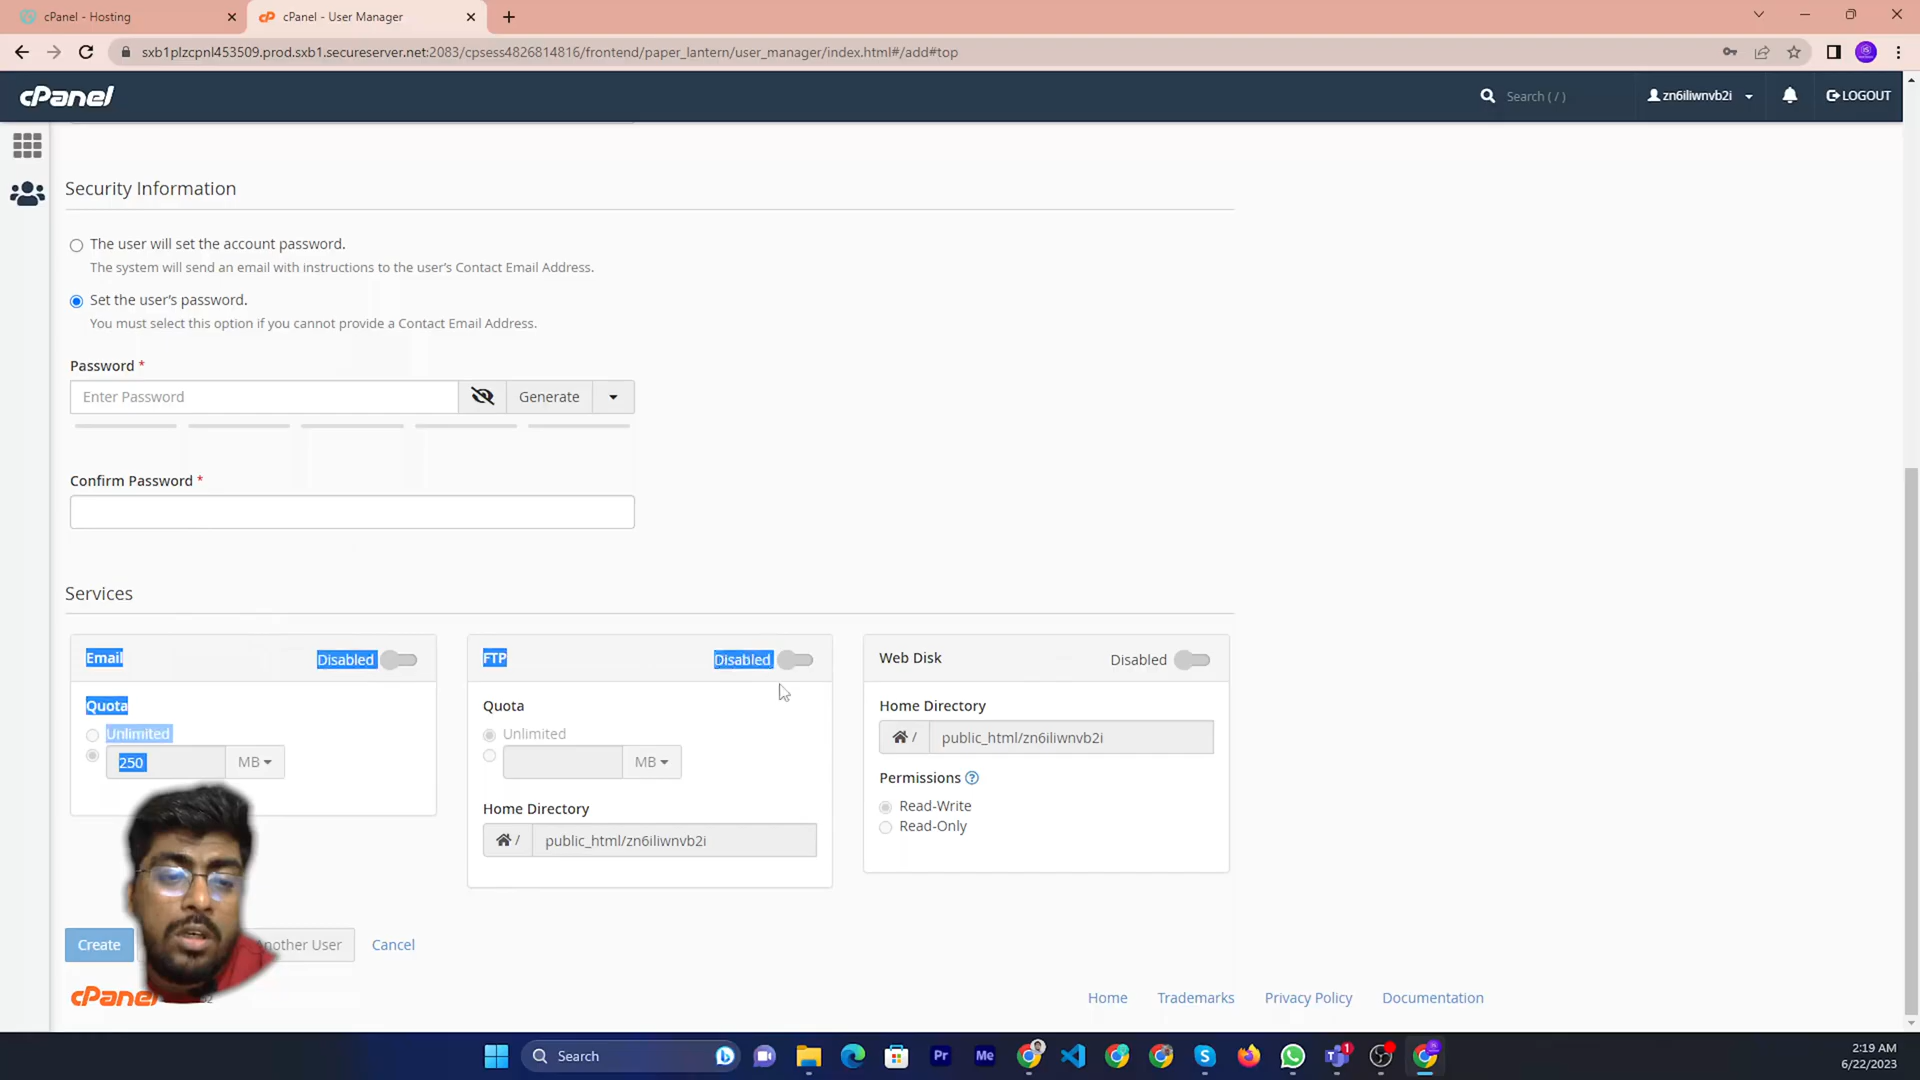 cPanel - Hosting
cPanel - User Manager
sxb1plzcpnl453509.prod.sxb1.secureserver.net:2083/cpsess4826814816/frontend/paper_lantern/user_manager/index.html#/add#top
cPanel
Search ( / )
zn6iliwnvb2i
LOGOUT
Security Information
The user will set the account password.
The system will send an email with instructions to the user's Contact Email Address.
Set the user's password.
You must select this option if you cannot provide a Contact Email Address.
Password *
Enter Password
Generate
Confirm Password *
Services
Email
Disabled
Quota
Unlimited
250
MB
FTP
Disabled
Quota
Unlimited
MB
Home Directory
/
public_html/zn6iliwnvb2i
Web Disk
Disabled
Home Directory
/
public_html/zn6iliwnvb2i
Permissions ?
Read-Write
Read-Only
Create
Another User
Cancel
cPanel
Home
Trademarks
Privacy Policy
Documentation
Search
Pr
Me
1
2:19 AM
6/22/2023